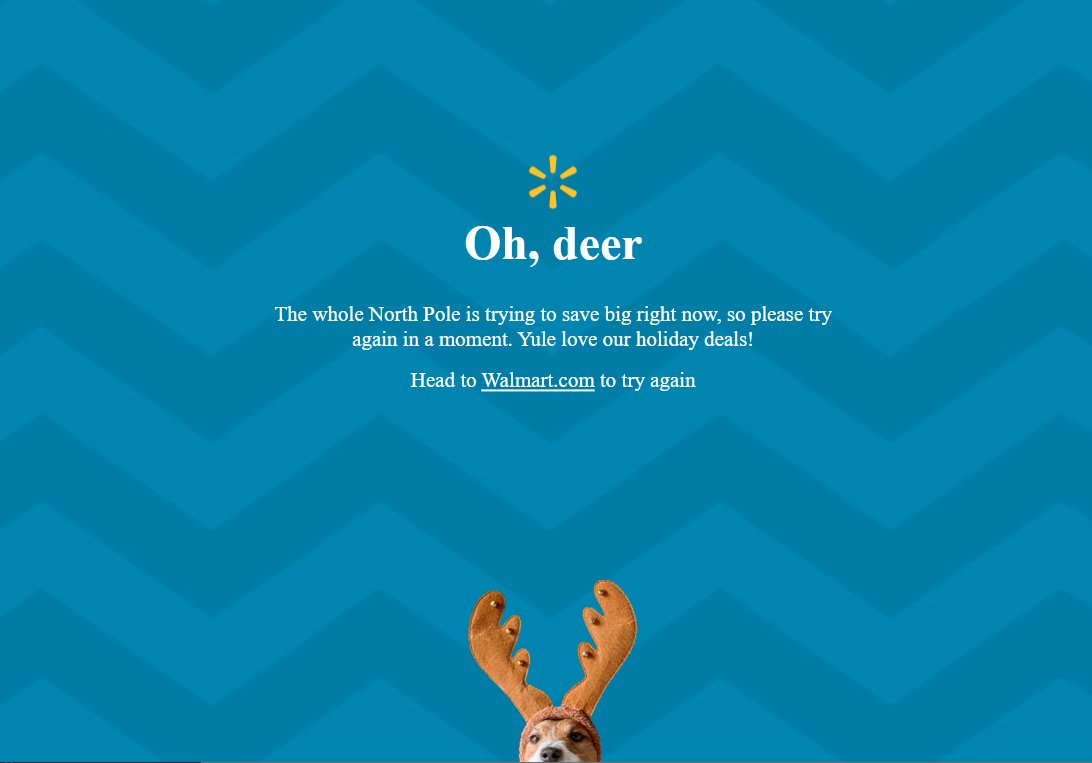 Oh, deer
The whole North Pole is trying to save big right now, so please try
again in a moment. Yule love our holiday deals!
Head to Walmart.com to try again